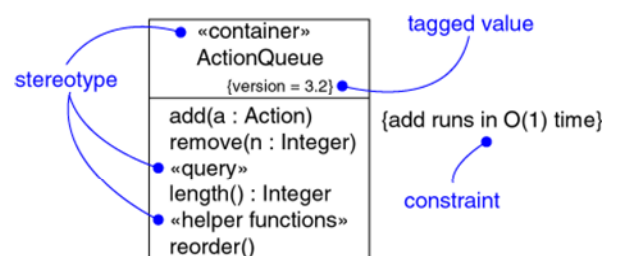 tagged value
«container»
ActionQueue
stereotype
{version = 3.2}
add(a : Action)
{add runs in O(1) time}
remove(n : Integer)
«query»
length() : Integer
constraint
«helper functions»
reorder()